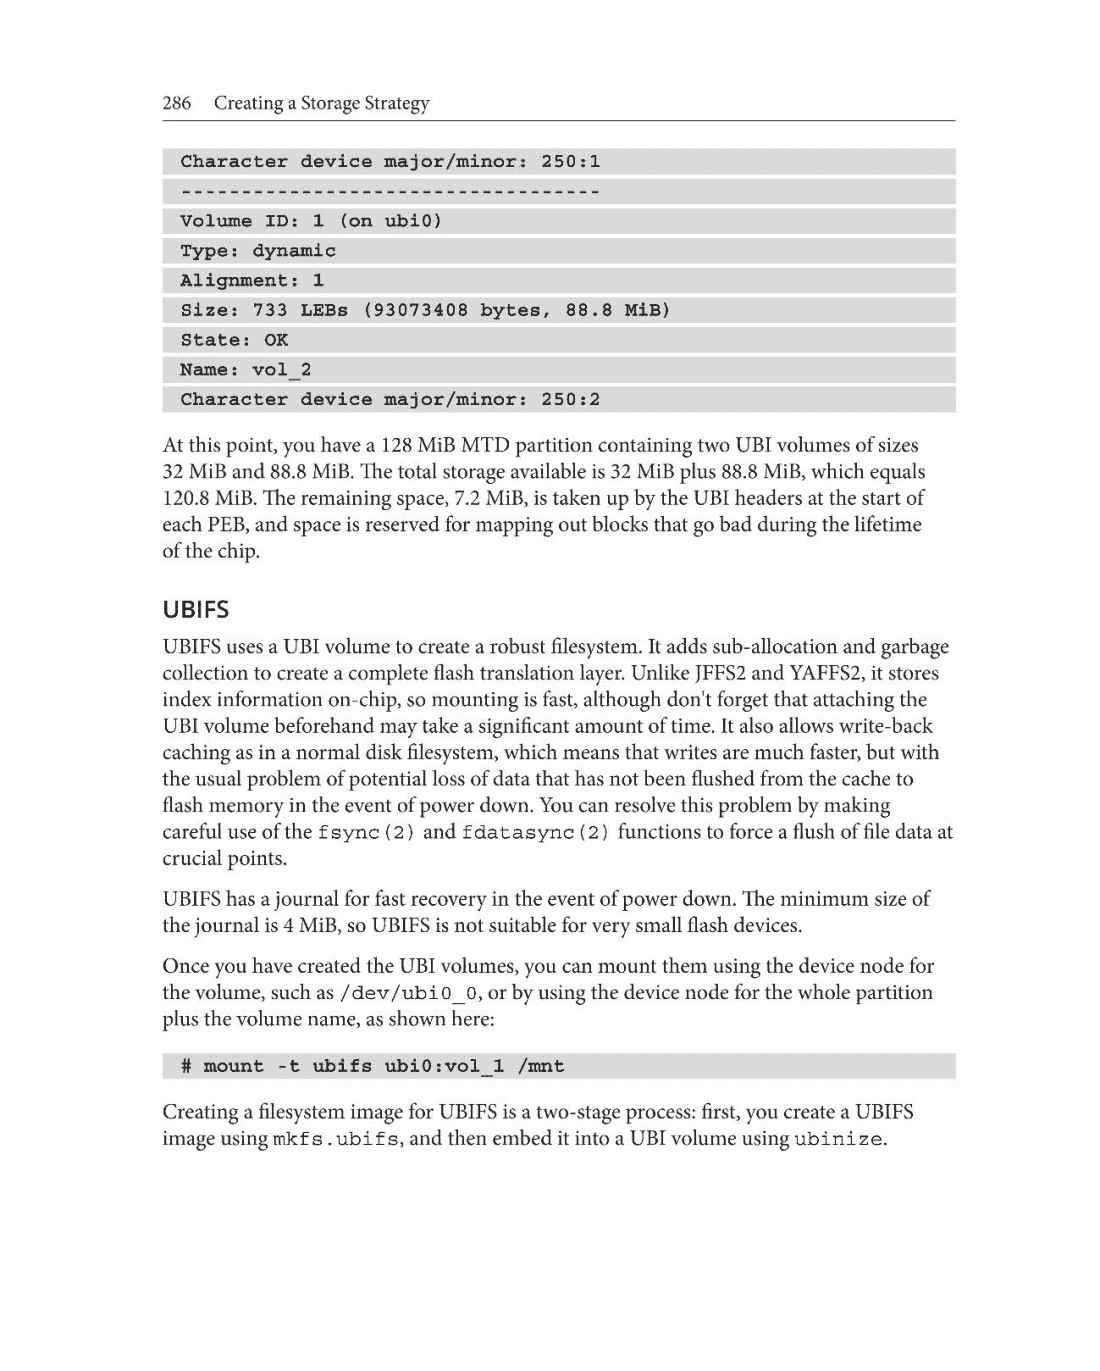 286 Creating a Storage Strategy
Character device major/minor: 250:1
-----------------------------------
Volume ID: 1 (on ubi0)
Type: dynamic
Alignment: 1
Size: 733 LEBs (93073408 bytes, 88.8 MiB)
State: OK
Name: vol_2
Character device major/minor: 250:2
At this point, you have a 128 MiB MTD partition containing two UBI volumes of sizes
32 MiB and 88.8 MiB. The total storage available is 32 MiB plus 88.8 MiB, which equals
120.8 MiB. The remaining space, 7.2 MiB, is taken up by the UBI headers at the start of
each PEB, and space is reserved for mapping out blocks that go bad during the lifetime
of the chip.
UBIFS
UBIFS uses a UBI volume to create a robust filesystem. It adds sub-allocation and garbage
collection to create a complete flash translation layer. Unlike JFFS2 and YAFFS2, it stores
index information on-chip, so mounting is fast, although don't forget that attaching the
UBI volume beforehand may take a significant amount of time. It also allows write-back
caching as in a normal disk filesystem, which means that writes are much faster, but with
the usual problem of potential loss of data that has not been flushed from the cache to
flash memory in the event of power down. You can resolve this problem by making
careful use of the fsync(2) and fdatasync(2) functions to force a flush of file data at
crucial points.
UBIFS has a journal for fast recovery in the event of power down. The minimum size of
the journal is 4 MiB, so UBIFS is not suitable for very small flash devices.
Once you have created the UBI volumes, you can mount them using the device node for
the volume, such as /dev/ubi0_0, or by using the device node for the whole partition
plus the volume name, as shown here:
# mount -t ubifs ubi0:vol_1 /mnt
Creating a filesystem image for UBIFS is a two-stage process: first, you create a UBIFS
image using mkfs.ubifs, and then embed it into a UBI volume using ubinize.